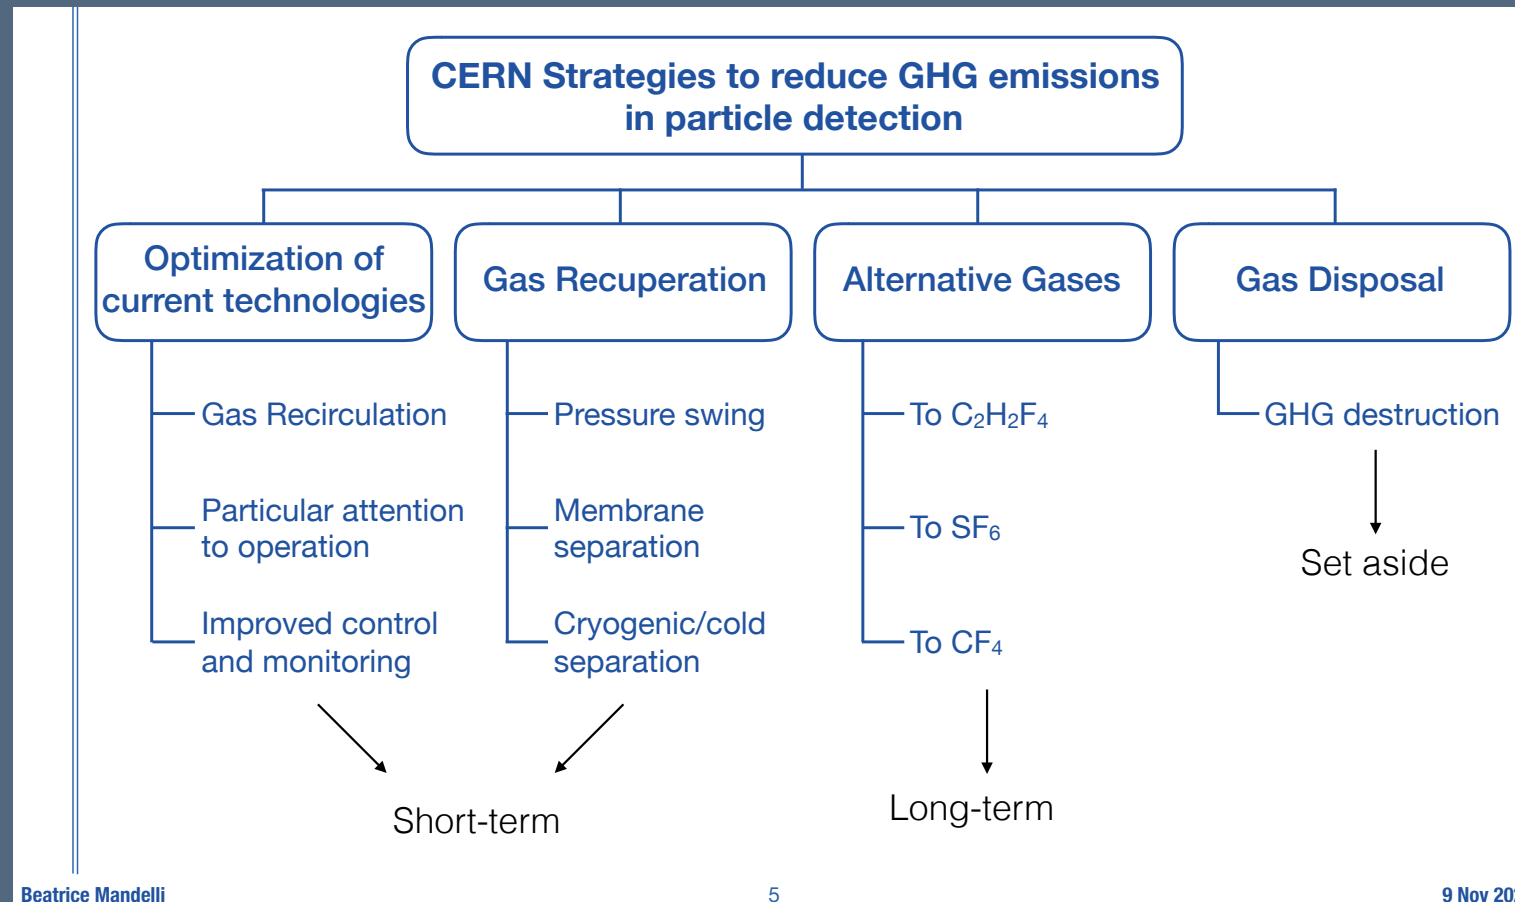 CERN Strategies to reduce GHG emissions
in particle detection
Optimization of
current technologies
Gas Recuperation
Alternative Gases
Gas Disposal
Gas Recirculation
Particular attention
to operation
Improved control
and monitoring
Pressure swing
Membrane
separation
Cryogenic/cold
separation
To C₂H₂F₄
To SF₆
To CF₄
GHG destruction
Set aside
Short-term
Long-term
Beatrice Mandelli
5
9 Nov